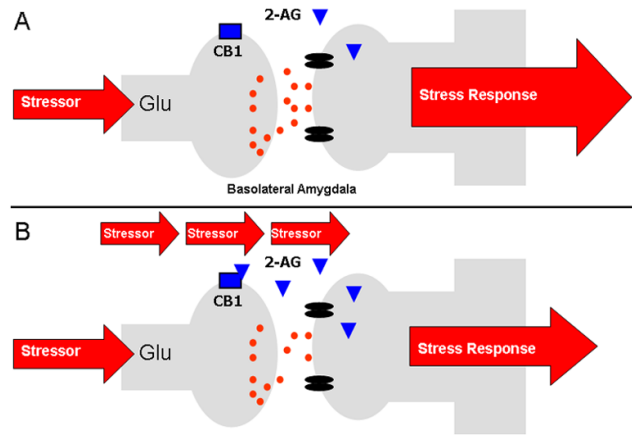 A
2-AG
CB1
Stressor
Glu
Stress Response
Basolateral Amygdala
B
Stressor
Stressor
Stressor
2-AG
CB1
Stressor
Glu
Stress Response